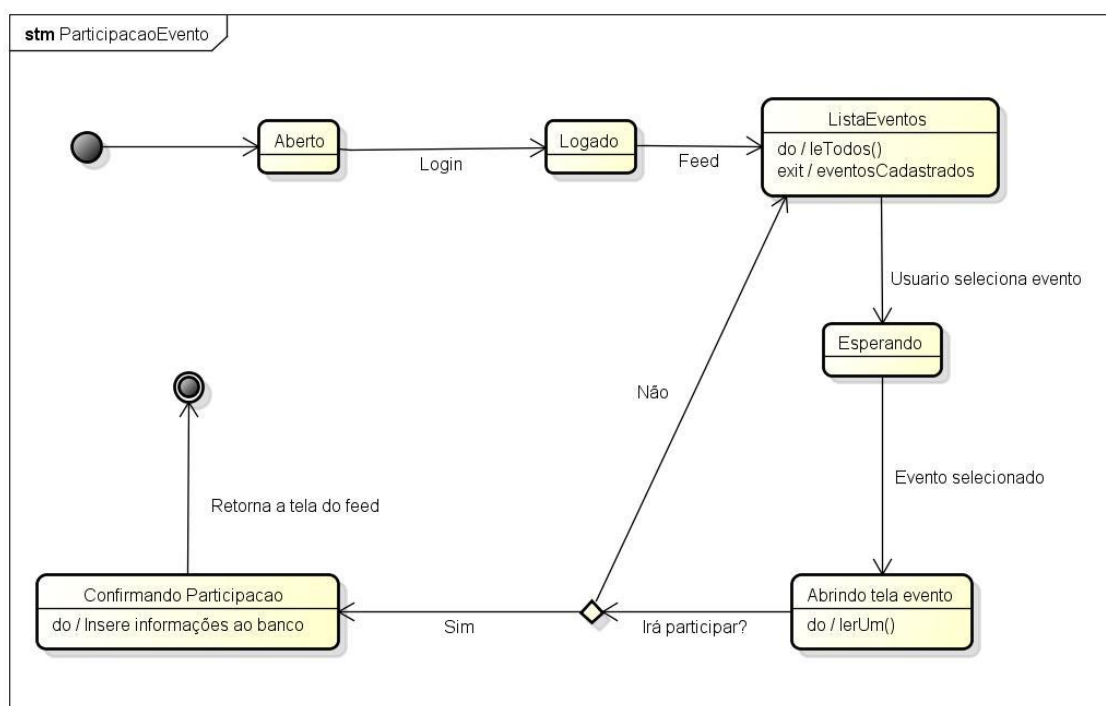 stm ParticipacaoEvento
Aberto
Login
Logado
Feed
ListaEventos
do / leTodos()
exit / eventosCadastrados
Usuario seleciona evento
Esperando
Não
Evento selecionado
Retorna a tela do feed
Confirmando Participacao
do / Insere informações ao banco
Sim
Irá participar?
Abrindo tela evento
do / lerUm()